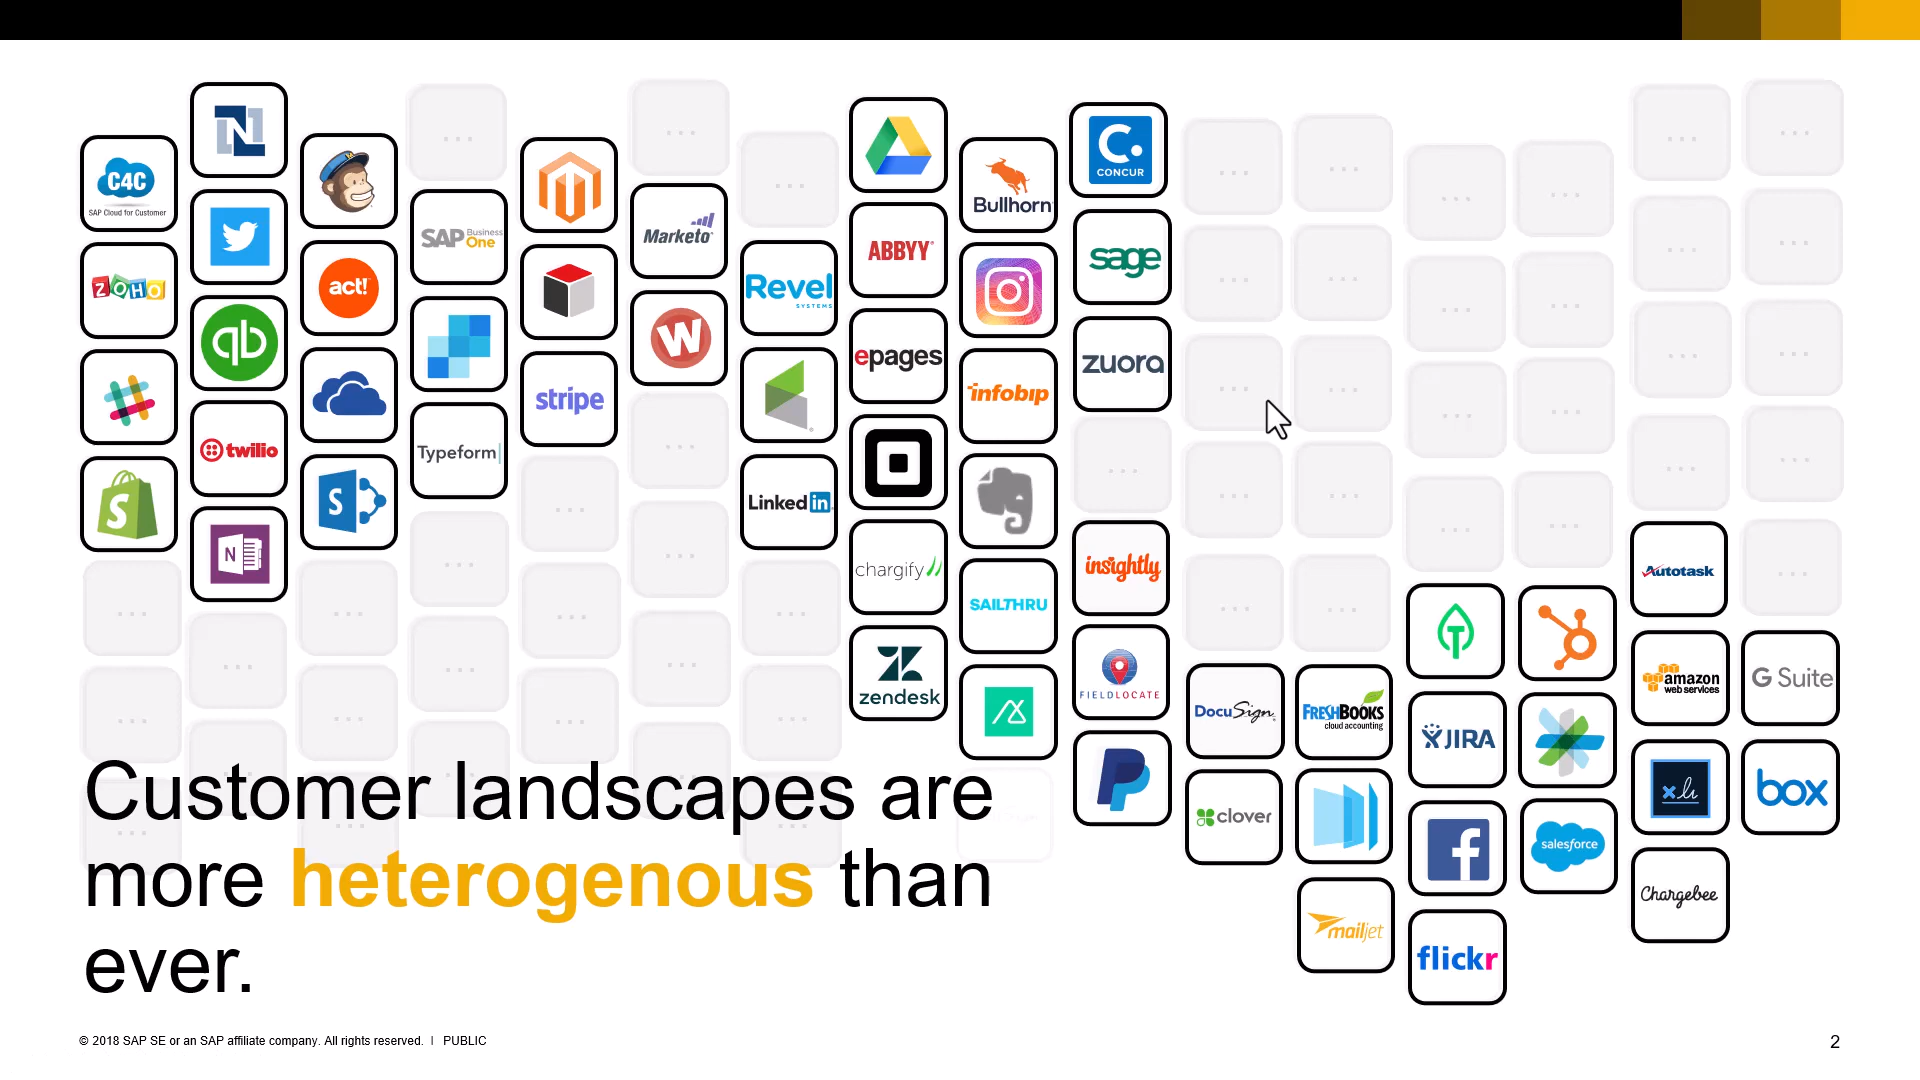 C4C
SAP Cloud for Customer
ZOHO
S
N
qb
twilio
N
act!
S
SAP Business One
Typeform
stripe
Marketo
W
Revel
SYSTEMS
Linked in
ABBYY
epages
chargify
zendesk
Bullhorn
infobip
SAILTHRU
C.
CONCUR
sage
zuora
insightly
FIELDLOCATE
P
DocuSign
clover
FRESHBOOKS
cloud accounting
mailjet
T
JIRA
f
flickr
salesforce
Autotask
amazon
web services
xli
Chargebee
G Suite
box
Customer landscapes are
more heterogenous than
ever.
© 2018 SAP SE or an SAP affiliate company. All rights reserved. | PUBLIC
2